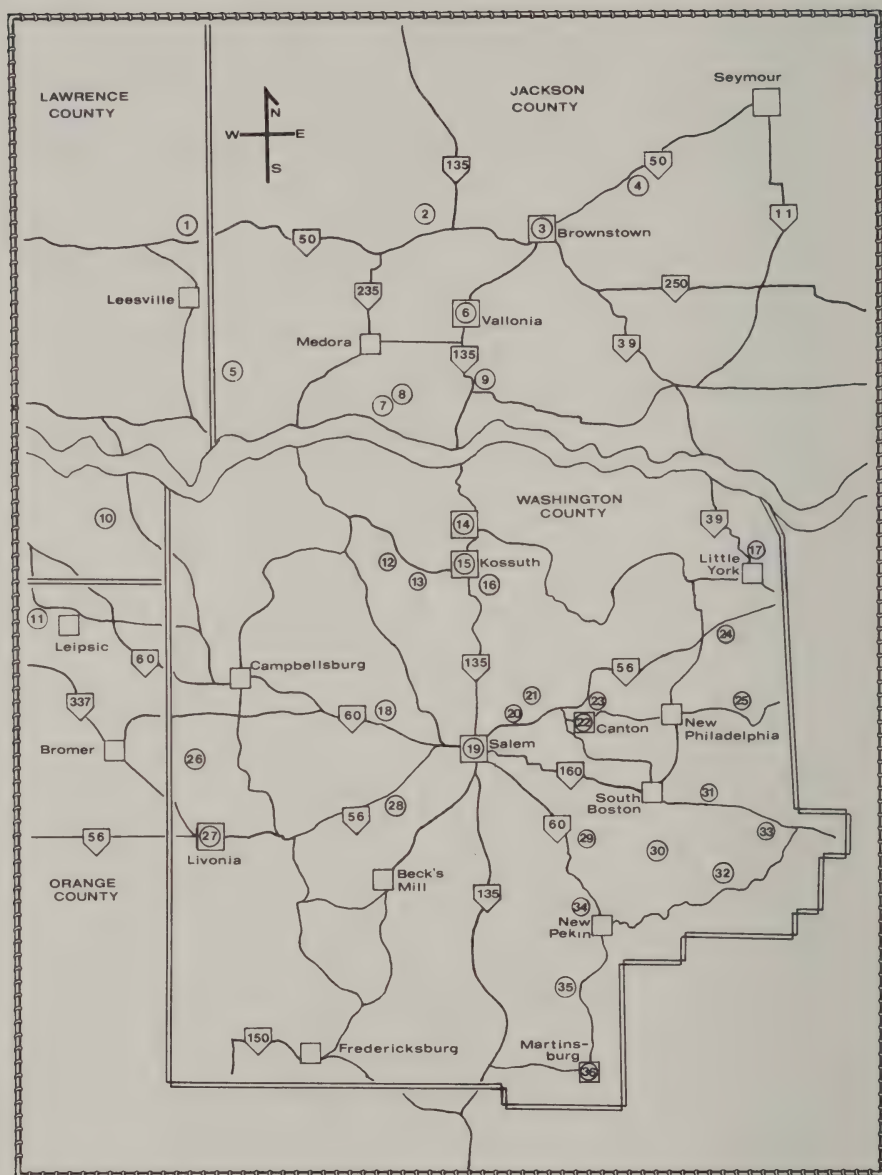 Seymour
LAWRENCE
COUNTY
JACKSON
COUNTY
N
W
E
S
135
50
4
1
2
11
3
Brownstown
50
Leesville
235
250
6
Vallonia
Medora
135
39
5
8
9
7
10
WASHINGTON
COUNTY
14
39
12
15
Kossuth
17
13
16
Little
York
11
Leipsic
24
60
135
56
Campbellsburg
337
21
23
25
60
18
20
22
Canton
New
Philadelphia
Bromer
19
Salem
26
160
South
Boston
31
56
28
27
56
60
29
33
Livonia
30
32
ORANGE
COUNTY
Beck's
Mill
135
34
New
Pekin
35
150
Fredericksburg
Martins-
burg
36